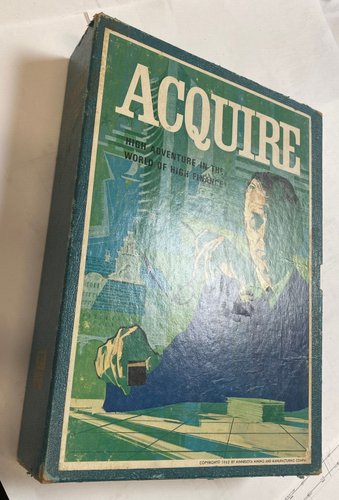 ACQUIRE
HIGH ADVENTURE IN THE
WORLD OF HIGH FINANCE
COPYRIGHT© 1963 BY MINNESOTA MINING AND MANUFACTURING COMPANY